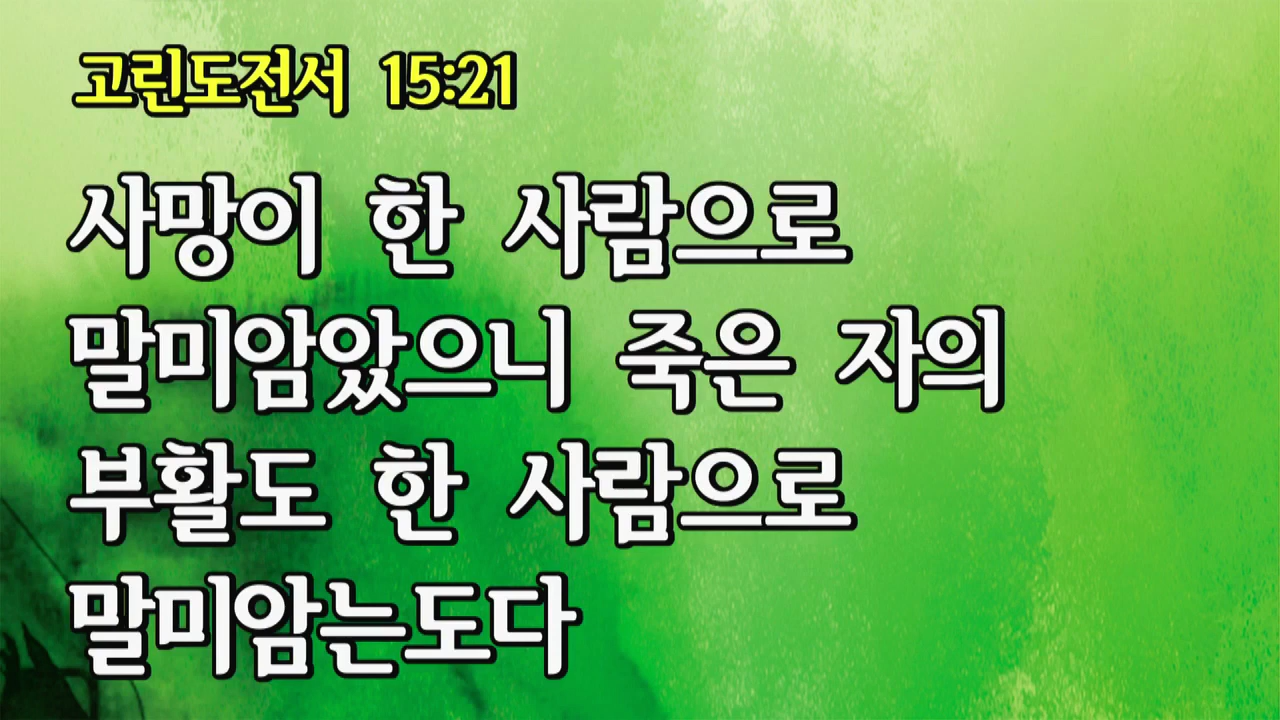 고린도전서 15:21
사망이 한 사람으로
말미암았으니 죽은 자의
부활도 한 사람으로
말미암는도다